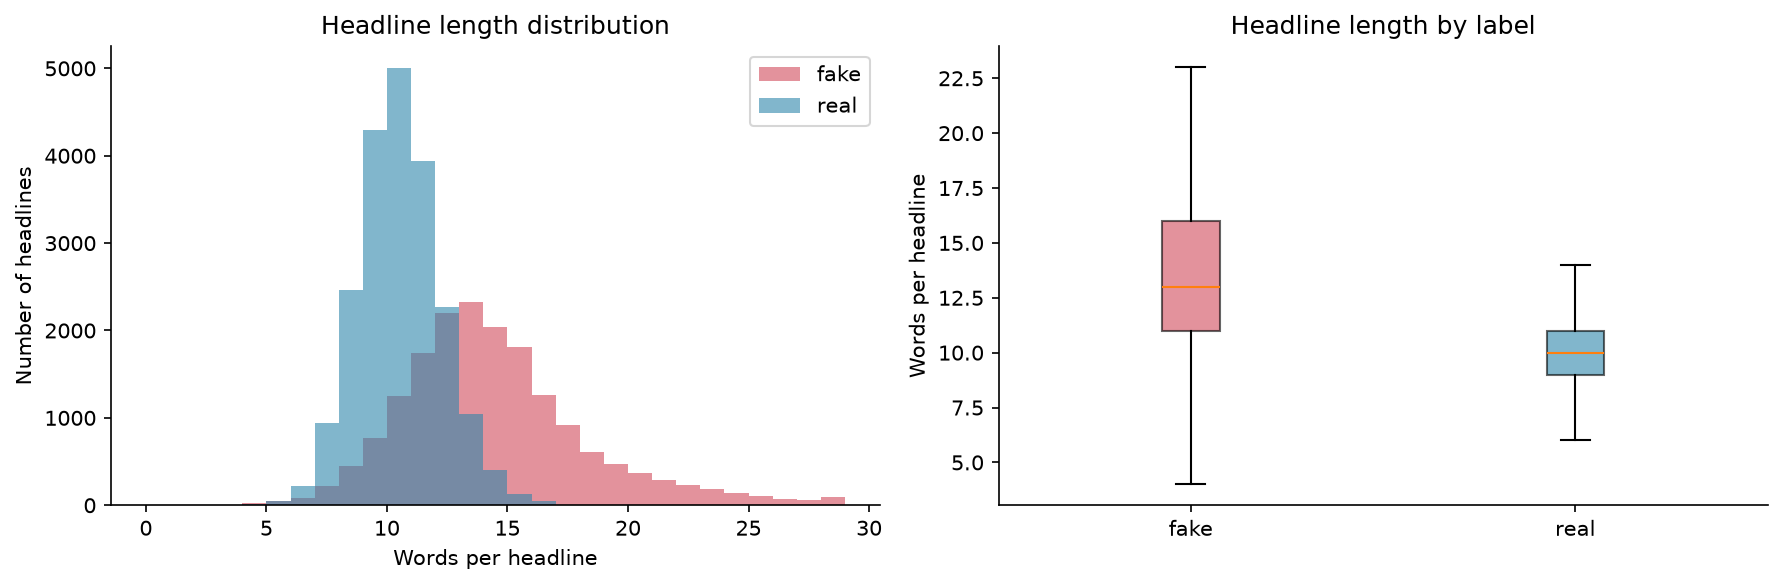 Headline length distribution
Number of headlines
5000
4000
3000
2000
1000
0
0 5 10 15 20 25 30
Words per headline
fake
real
Headline length by label
Words per headline
22.5
20.0
17.5
15.0
12.5
10.0
7.5
5.0
fake real